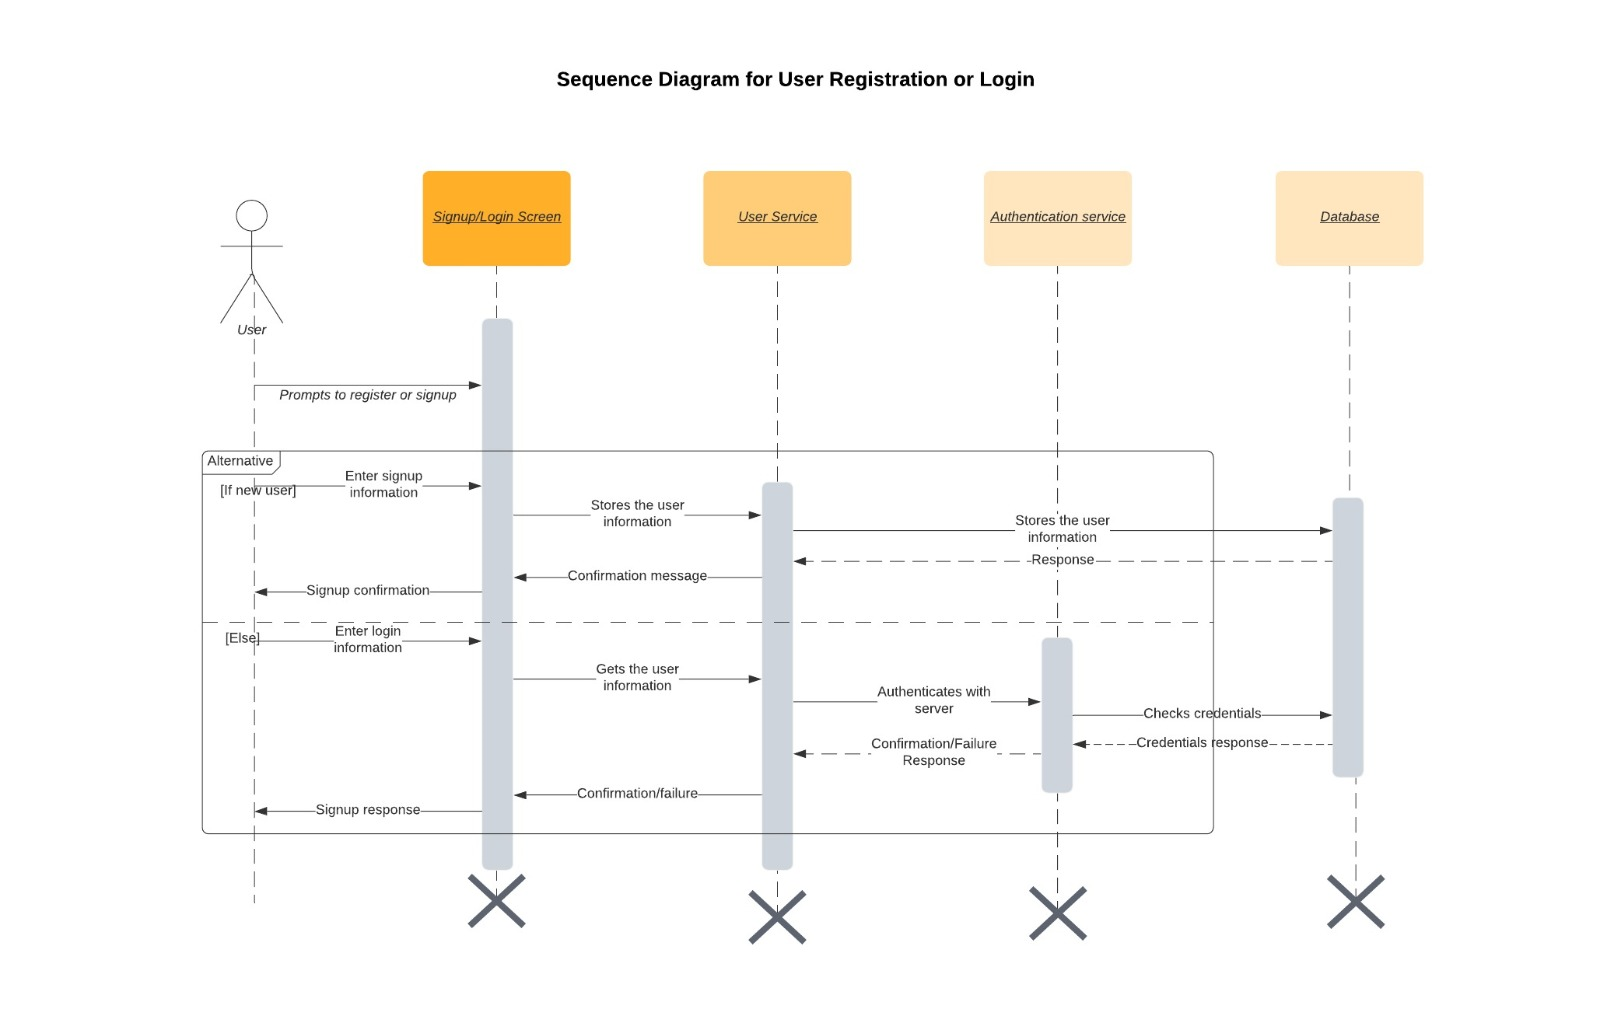 Sequence Diagram for User Registration or Login
Signup/Login Screen
User Service
Authentication service
Database
User
Prompts to register or signup
Alternative
[If new user]
Enter signup
information
Stores the user
information
Stores the user
information
Response
Confirmation message
Signup confirmation
[Else]
Enter login
information
Gets the user
information
Authenticates with
server
Checks credentials
Credentials response
Confirmation/Failure
Response
Confirmation/failure
Signup response